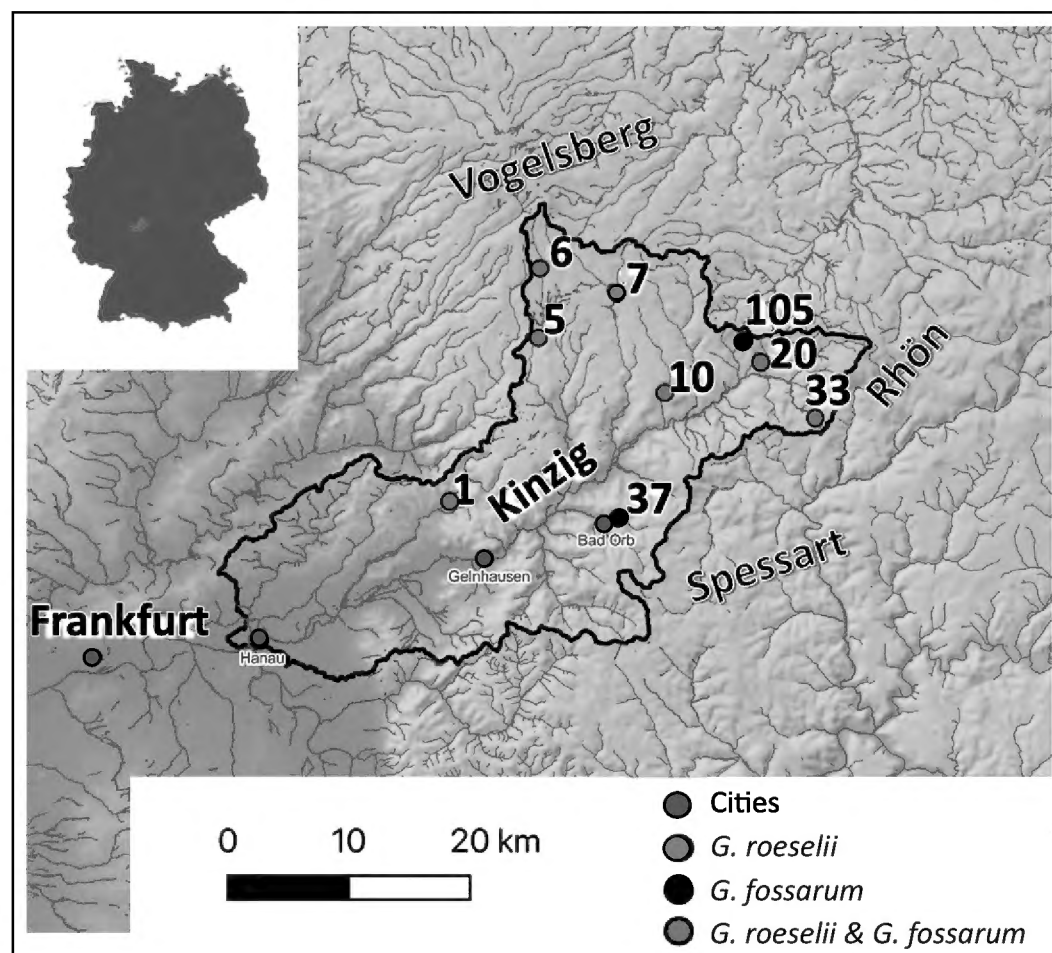 Vogelsberg
6
7
5
105
20
10
33
Rhön
Kinzig
1
37
Bad Orb
Gelnhausen
Spessart
Frankfurt
Hanau
0 10 20 km
Cities
G. roeselii
G. fossarum
G. roeselii & G. fossarum